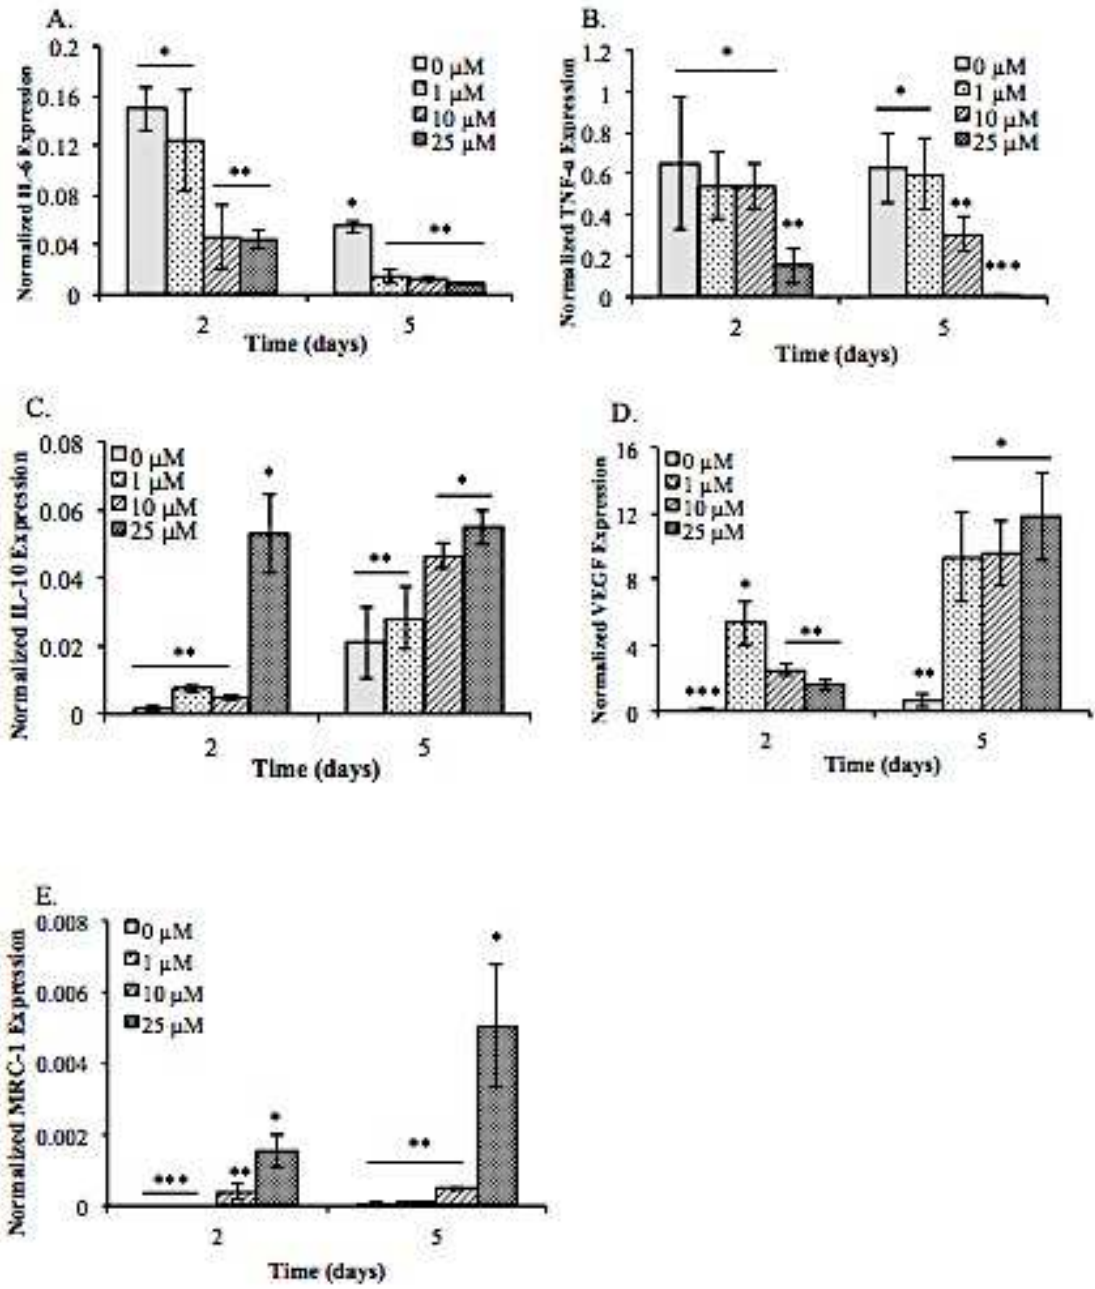 A.
Normalized IL-6 Expression
0.2
0.16
0.12
0.08
0.04
0
*
**
*
**
0 µM
1 µM
10 µM
25 µM
2
5
Time (days)
B.
Normalized TNF-α Expression
1.2
1
0.8
0.6
0.4
0.2
0
*
**
*
**
***
0 µM
1 µM
10 µM
25 µM
2
5
Time (days)
C.
Normalized IL-10 Expression
0.08
0.06
0.04
0.02
0
0 µM
1 µM
10 µM
25 µM
**
*
**
*
2
5
Time (days)
D.
Normalized VEGF Expression
16
12
8
4
0
0 µM
1 µM
10 µM
25 µM
***
*
**
**
*
2
5
Time (days)
E.
Normalized MRC-1 Expression
0.008
0.006
0.004
0.002
0
0 µM
1 µM
10 µM
25 µM
***
**
*
**
*
2
5
Time (days)